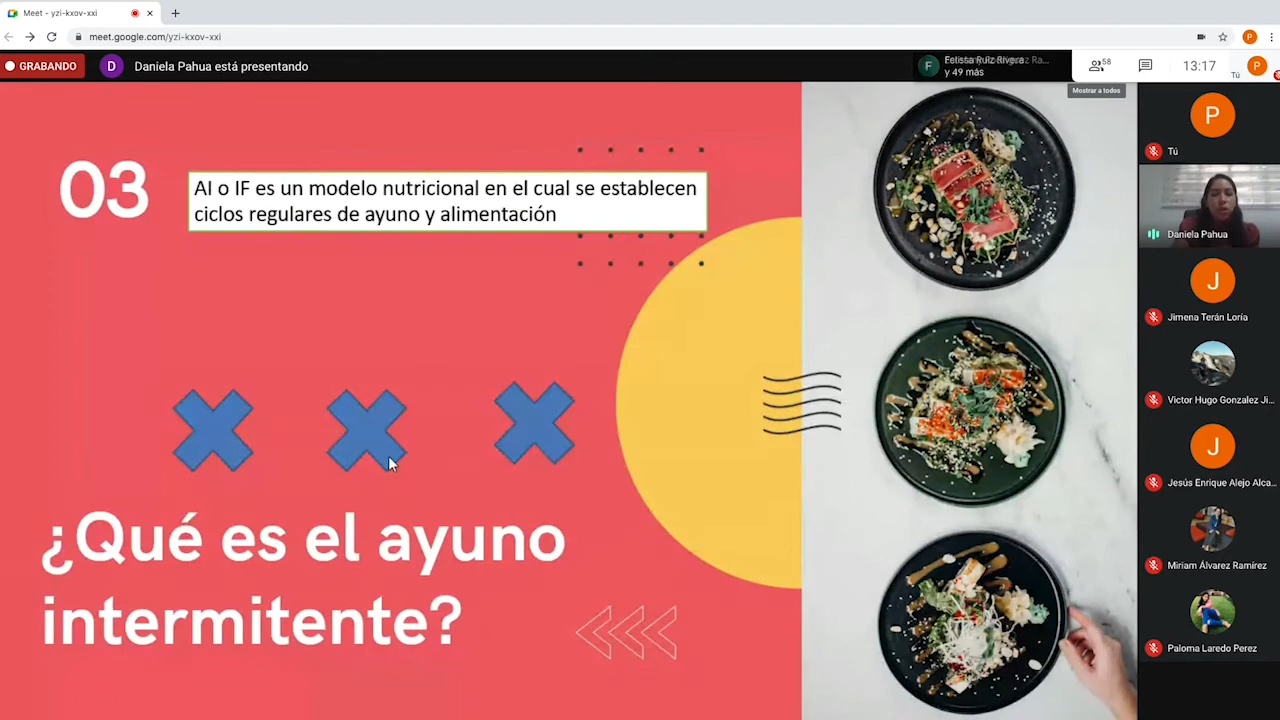 Meet - yzi-kxov-xxi
meet.google.com/yzi-kxov-xxi
P
GRABANDO
D
Daniela Pahua está presentando
F
y 49 más
58
13:17
Tú
P
Mostrar a todos
03
AI o IF es un modelo nutricional en el cual se establecen
ciclos regulares de ayuno y alimentación
¿Qué es el ayuno
intermitente?
P
Tú
Daniela Pahua
J
Jimena Terán Loría
Victor Hugo Gonzalez Ji...
J
Jesús Enrique Alejo Alca...
Miriam Álvarez Ramírez
Paloma Laredo Perez